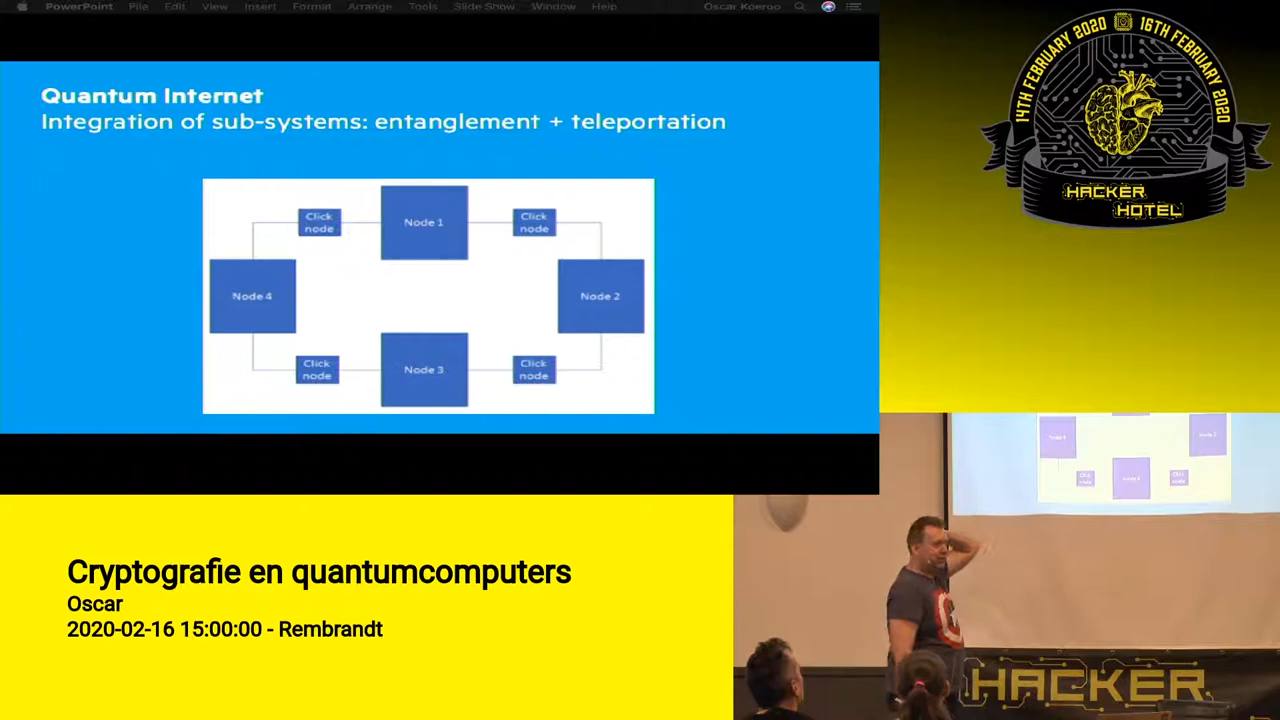 PowerPoint File Edit View Insert Format Arrange Tools Slide Show Window Help Oscar Koeroo
Quantum Internet
Integration of sub-systems: entanglement + teleportation
Click
node
Node 1
Click
node
Node 4
Node 2
Click
node
Node 3
Click
node
14TH FEBRUARY 2020
16TH FEBRUARY 2020
HACKER
HOTEL
Cryptografie en quantumcomputers
Oscar
2020-02-16 15:00:00 - Rembrandt
HACKER